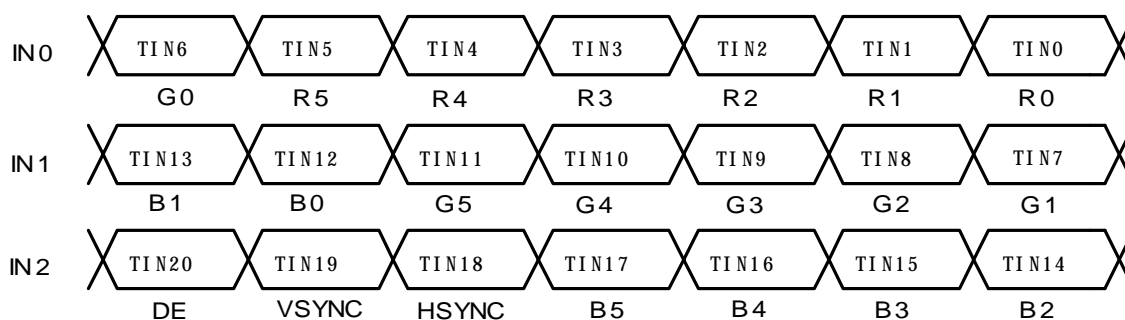 IN0 TIN6 TIN5 TIN4 TIN3 TIN2 TIN1 TIN0
G0 R5 R4 R3 R2 R1 R0
IN1 TIN13 TIN12 TIN11 TIN10 TIN9 TIN8 TIN7
B1 B0 G5 G4 G3 G2 G1
IN2 TIN20 TIN19 TIN18 TIN17 TIN16 TIN15 TIN14
DE VSYNC HSYNC B5 B4 B3 B2